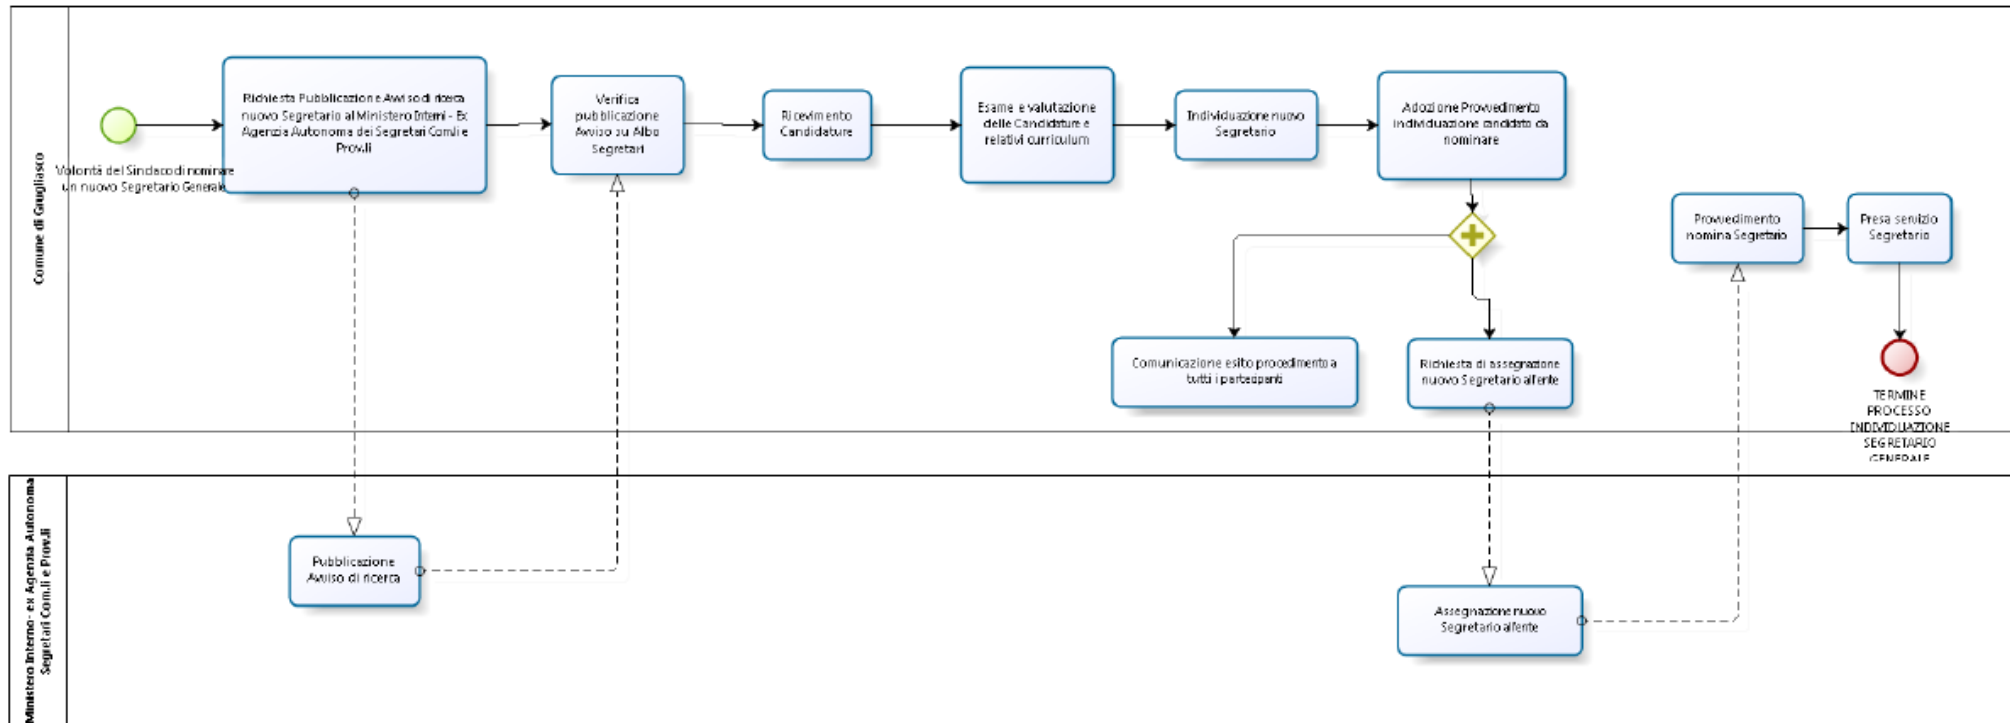 Comune di Grugliasco
Volontà del Sindaco di nominare
un nuovo Segretario Generale
Richiesta Pubblicazione Avviso di ricerca
nuovo Segretario al Ministero Interni - Ex
Agenzia Autonoma dei Segretari Com.li e
Prov.li
Verifica
pubblicazione
Avviso su Albo
Segretari
Ricevimento
Candidature
Esame e valutazione
delle Candidature e
relativi curriculum
Individuazione nuovo
Segretario
Adozione Provvedimento
individuazione candidato da
nominare
Comunicazione esito procedimento a
tutti i partecipanti
Richiesta di assegnazione
nuovo Segretario all'ente
Provvedimento
nomina Segretario
Presa servizio
Segretario
TERMINE
PROCESSO
INDIVIDUAZIONE
SEGRETARIO
GENERALE
Ministero Interno - ex Agenzia Autonoma
Segretari Com.li e Prov.li
Pubblicazione
Avviso di ricerca
Assegnazione nuovo
Segretario all'ente